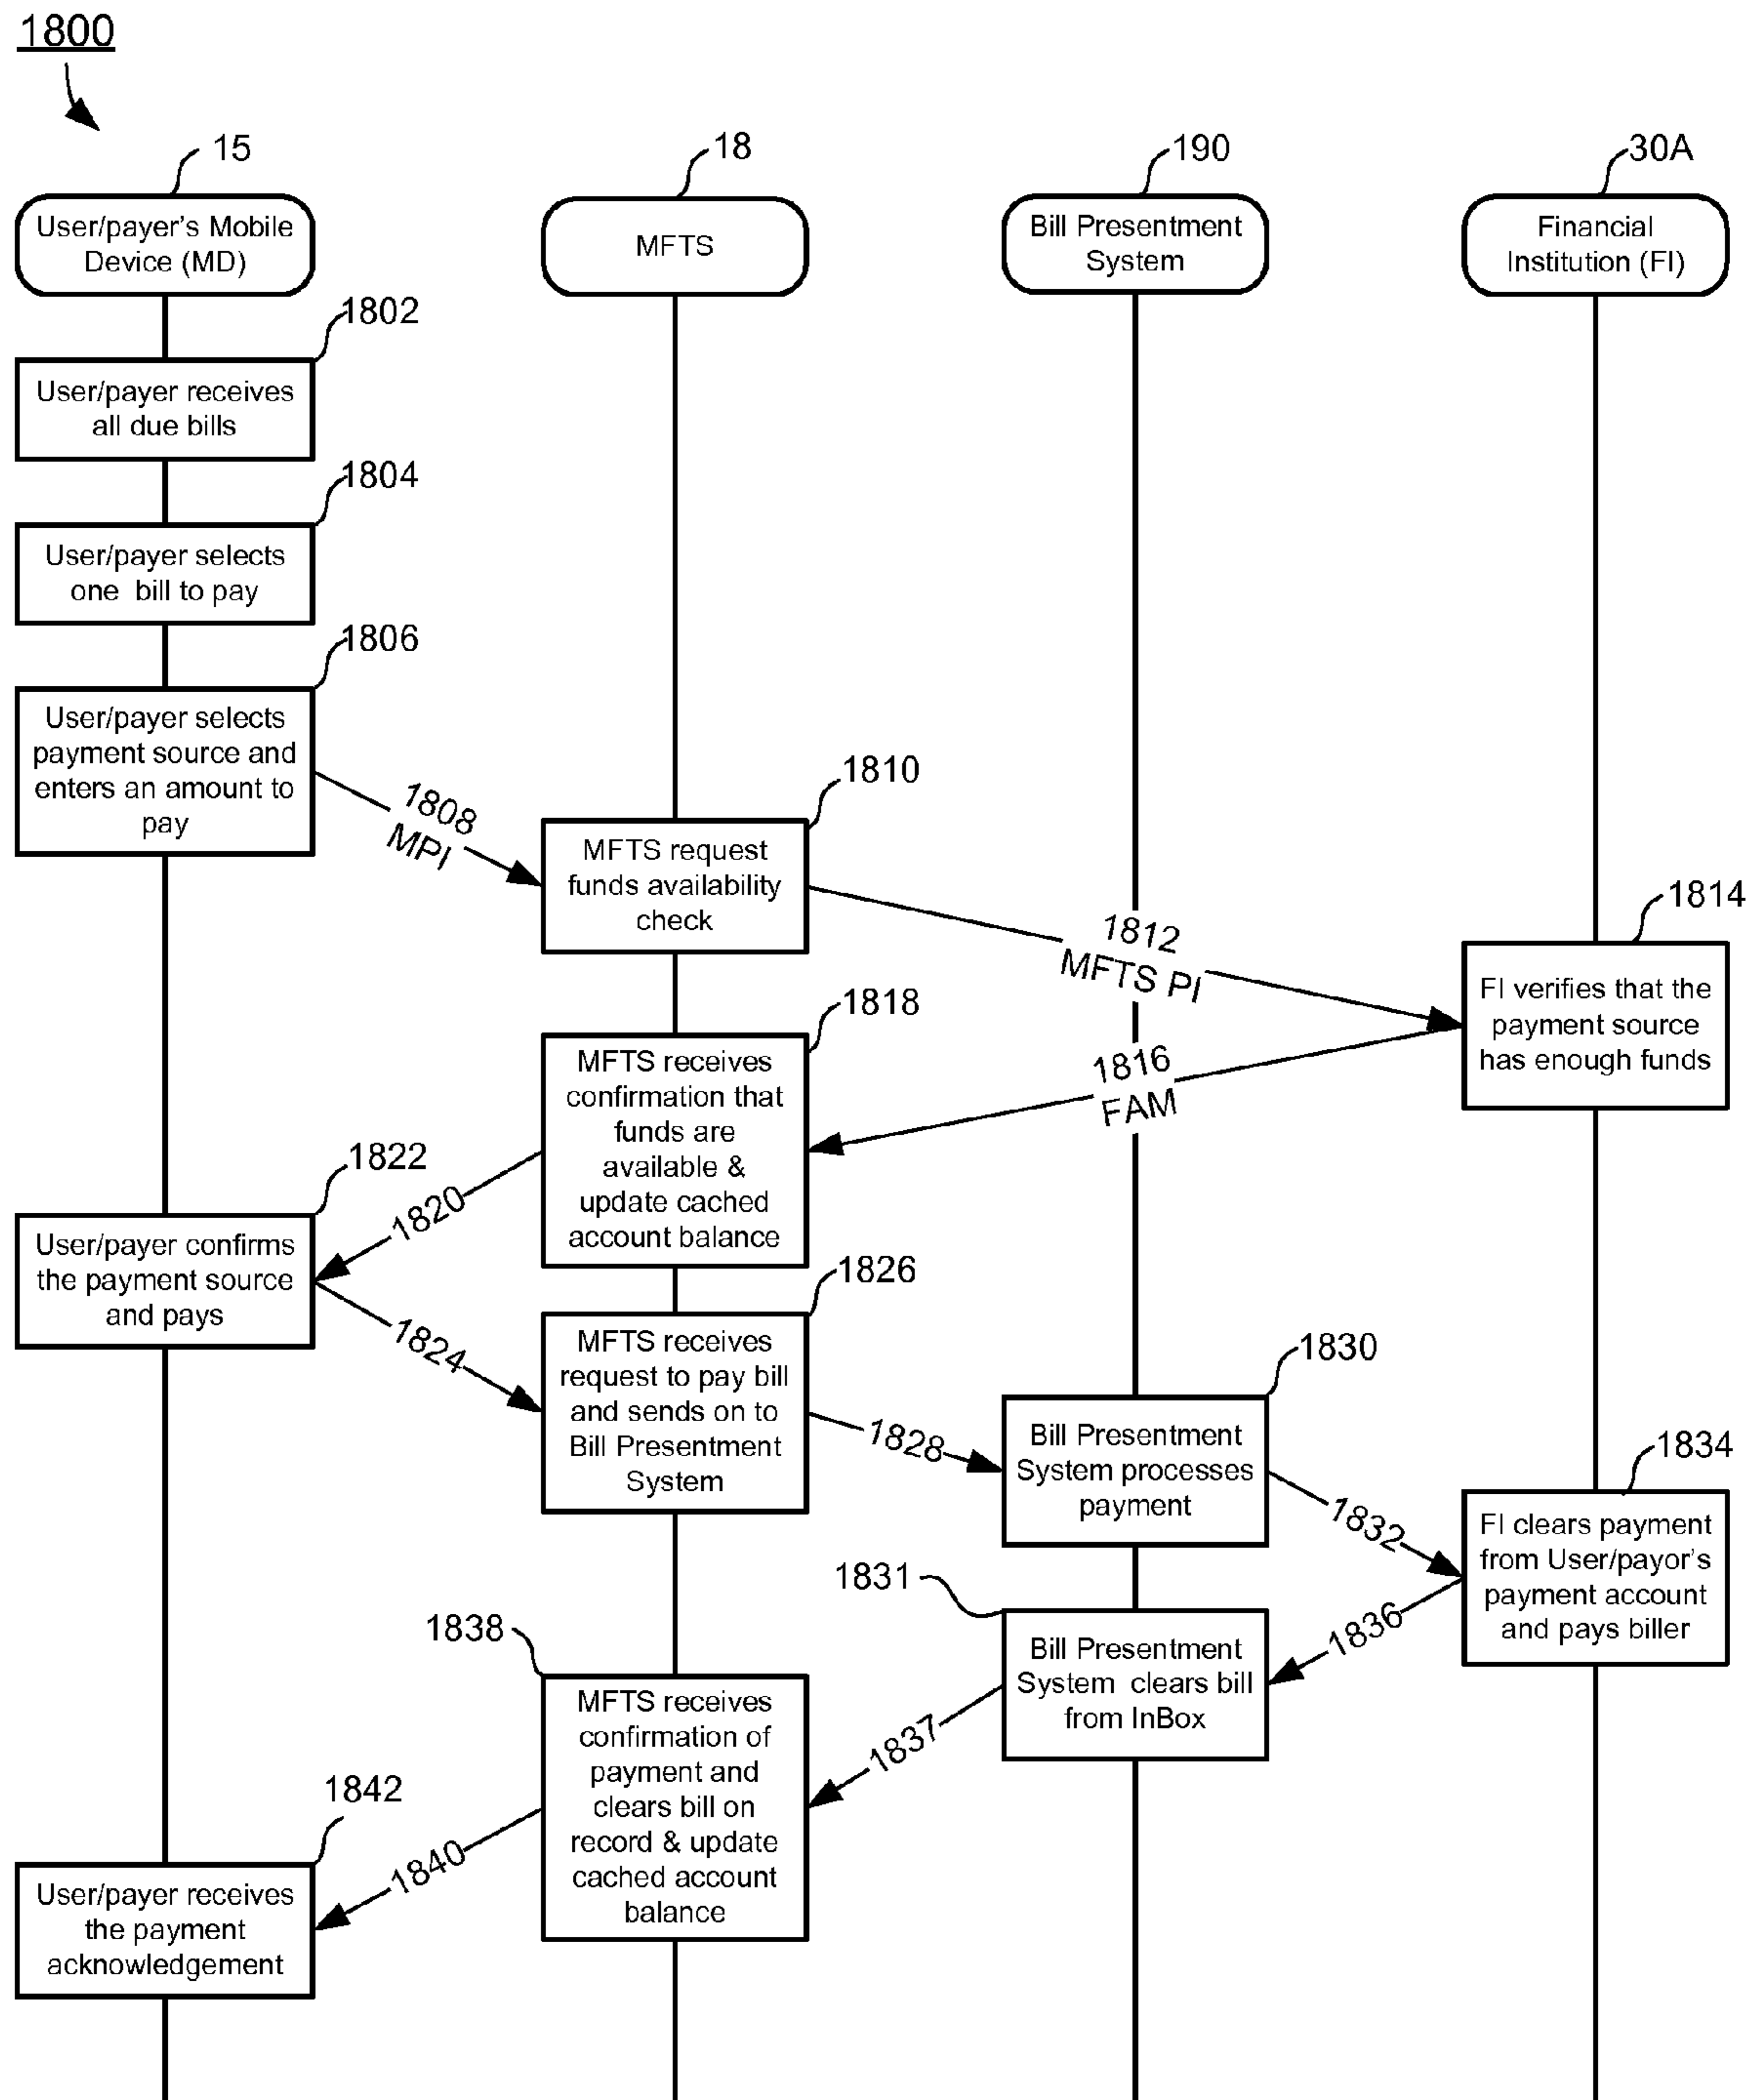 1800
15
18
190
30A
User/payer's Mobile
Device (MD)
MFTS
Bill Presentment
System
Financial
Institution (FI)
1802
User/payer receives
all due bills
1804
User/payer selects
one bill to pay
1806
User/payer selects
payment source and
enters an amount to
pay
1808
MPI
1810
MFTS request
funds availability
check
1812
MFTS PI
1814
FI verifies that the
payment source
has enough funds
1816
FAM
1818
MFTS receives
confirmation that
funds are
available &
update cached
account balance
1820
1822
User/payer confirms
the payment source
and pays
1824
1826
MFTS receives
request to pay bill
and sends on to
Bill Presentment
System
1828
1830
Bill Presentment
System processes
payment
1832
1834
FI clears payment
from User/payor's
payment account
and pays biller
1836
1831
Bill Presentment
System clears bill
from InBox
1837
1838
MFTS receives
confirmation of
payment and
clears bill on
record & update
cached account
balance
1840
1842
User/payer receives
the payment
acknowledgement